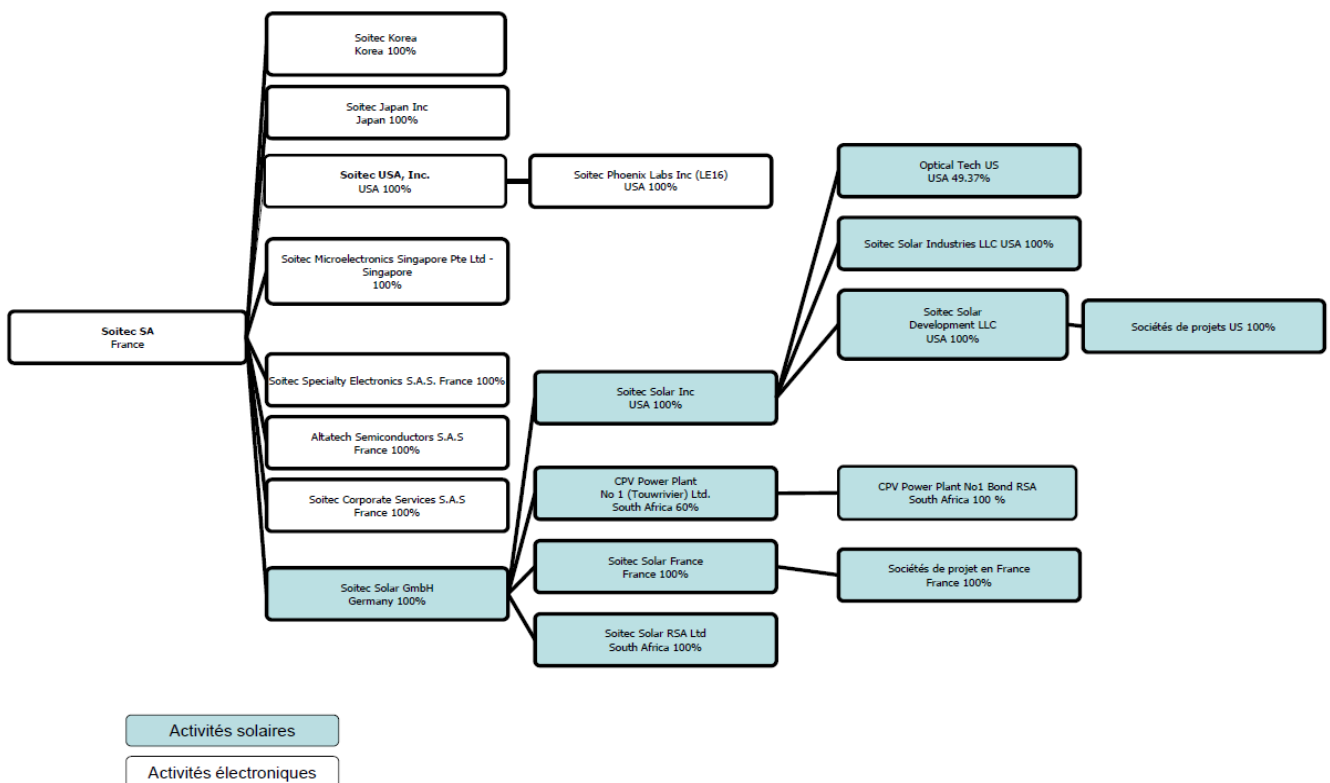 Soitec Korea
Korea 100%
Soitec Japan Inc
Japan 100%
Soitec USA, Inc.
USA 100%
Soitec Phoenix Labs Inc (LE16)
USA 100%
Optical Tech US
USA 49.37%
Soitec Solar Industries LLC USA 100%
Soitec Microelectronics Singapore Pte Ltd -
Singapore
100%
Soitec Solar
Development LLC
USA 100%
Sociétés de projets US 100%
Soitec SA
France
Soitec Specialty Electronics S.A.S. France 100%
Soitec Solar Inc
USA 100%
Altatech Semiconductors S.A.S
France 100%
Soitec Corporate Services S.A.S
France 100%
CPV Power Plant
No 1 (Touwrivier) Ltd.
South Africa 60%
CPV Power Plant No1 Bond RSA
South Africa 100 %
Soitec Solar GmbH
Germany 100%
Soitec Solar France
France 100%
Sociétés de projet en France
France 100%
Soitec Solar RSA Ltd
South Africa 100%
Activités solaires
Activités électroniques